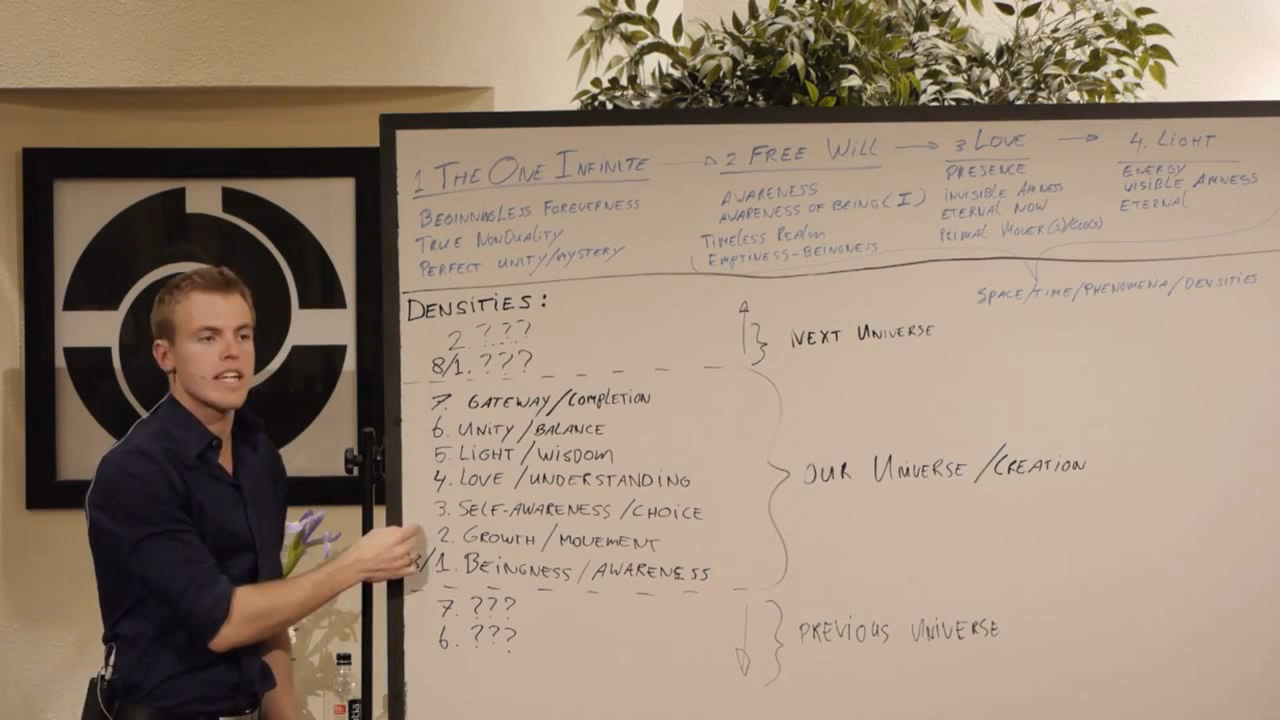 1 THE ONE INFINITE → 2 FREE WILL → 3. LOVE → 4. LIGHT
BEGINNINGLESS FOREVERNESS
TRUE NONDUALITY
PERFECT UNITY/MYSTERY
AWARENESS
AWARENESS OF BEING (I)
TIMELESS REALM
EMPTINESS-BEINGNESS
PRESENCE
INVISIBLE AMNESS
ETERNAL NOW
PRIMAL MOVER(S)/GOD(S)
ENERGY
VISIBLE AMNESS
ETERNAL
SPACE/TIME/PHENOMENA/DENSITIES
DENSITIES:
2. ???
8/1. ???
NEXT UNIVERSE
7. GATEWAY/COMPLETION
6. UNITY/BALANCE
5. LIGHT/WISDOM
4. LOVE/UNDERSTANDING
3. SELF-AWARENESS/CHOICE
2. GROWTH/MOVEMENT
8/1. BEINGNESS/AWARENESS
OUR UNIVERSE/CREATION
7. ???
6. ???
PREVIOUS UNIVERSE